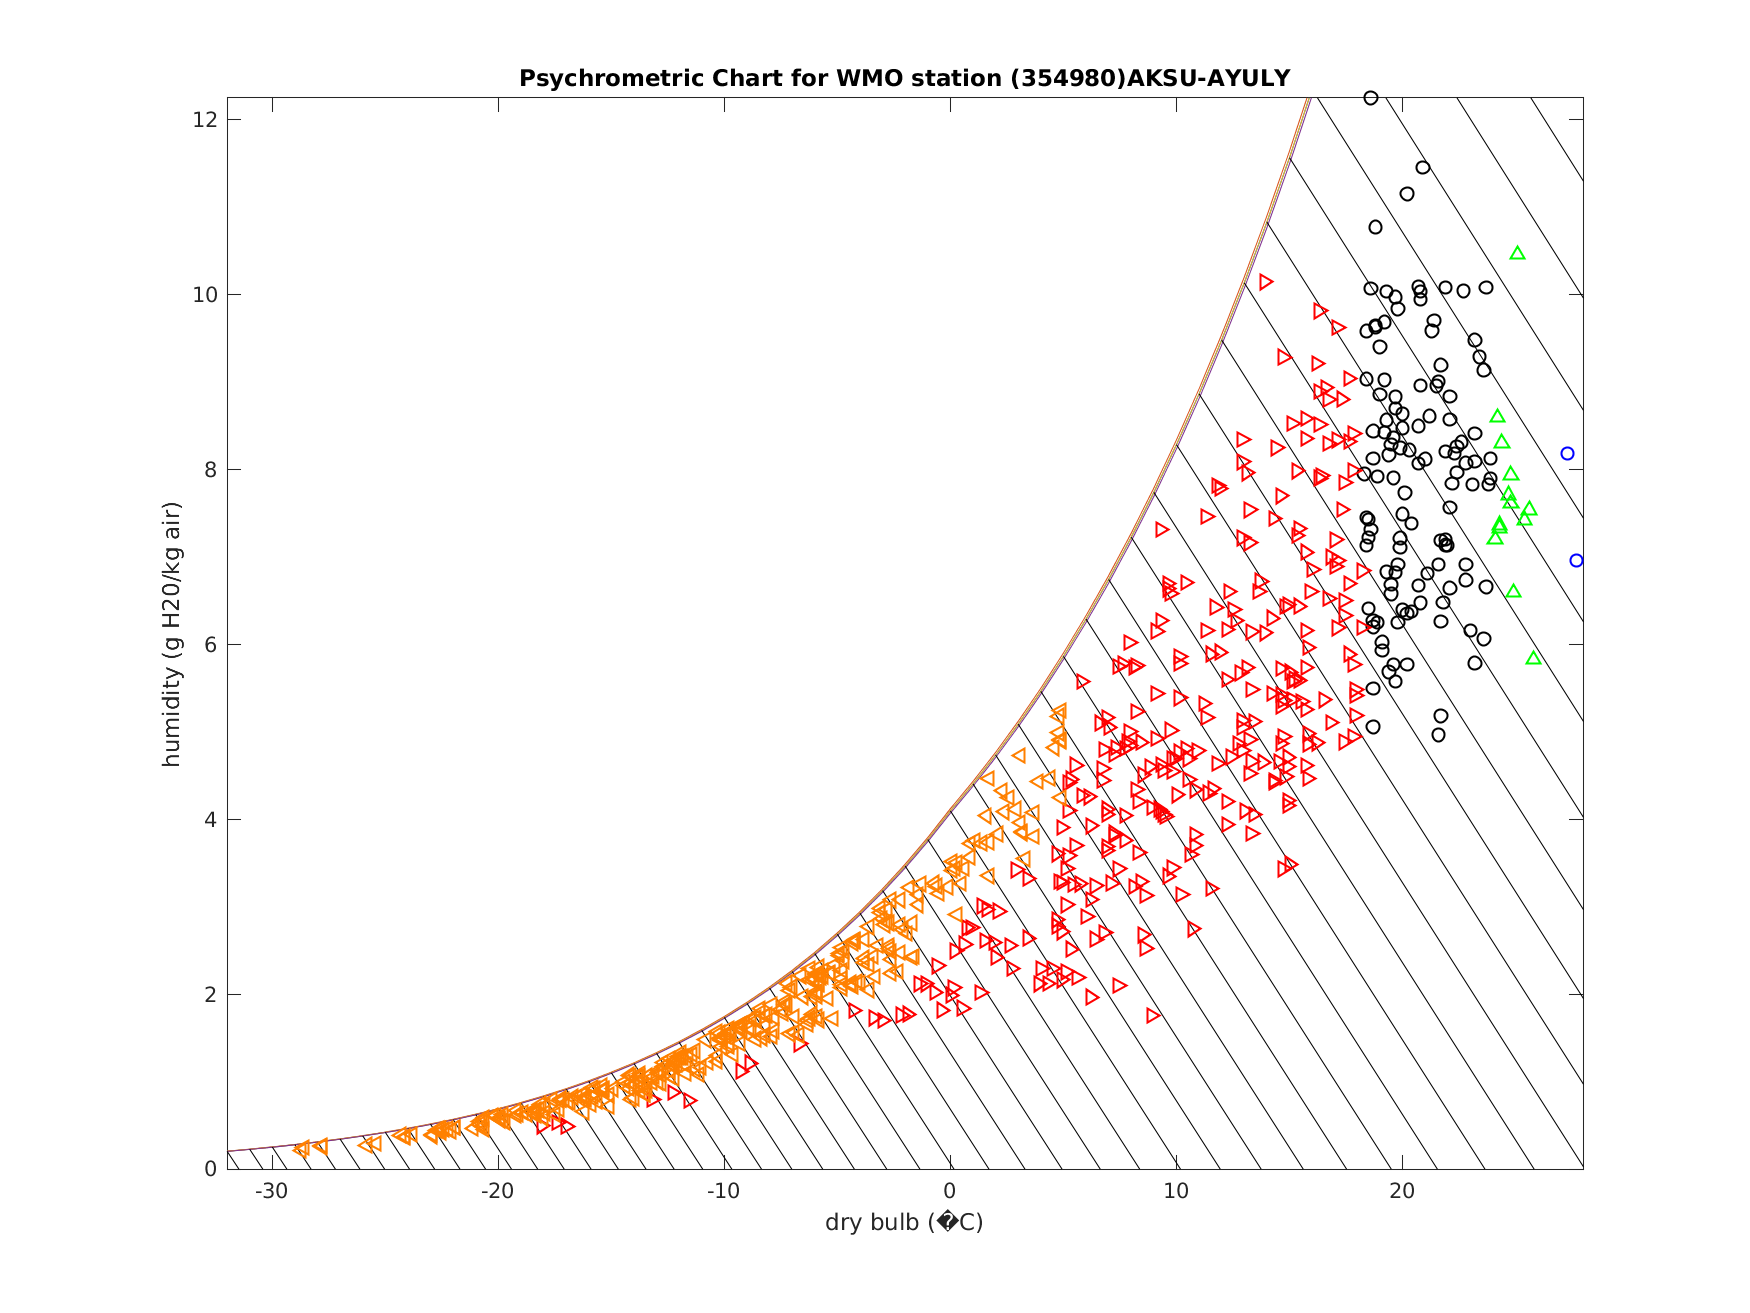 Psychrometric Chart for WMO station (354980)AKSU-AYULY
12
10
8
6
4
2
0
humidity (g H20/kg air)
-30 -20 -10 0 10 20
dry bulb (�C)